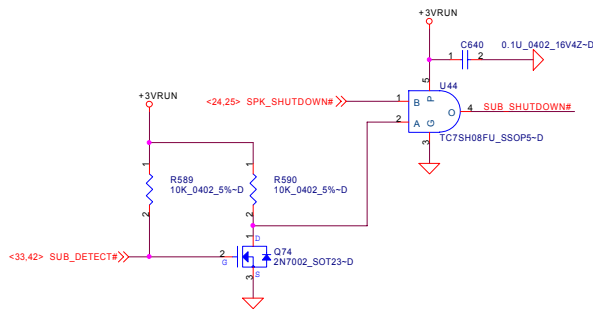 +3VRUN
1 C640 2 0.1U_0402_16V4Z~D
5 U44
<24,25> SPK_SHUTDOWN# 1 B P
O 4 SUB_SHUTDOWN#
2 A G
TC7SH08FU_SSOP5~D
3
+3VRUN
1 1
R589 R590
10K_0402_5%~D 10K_0402_5%~D
2 2
1 D
Q74
<33,42> SUB_DETECT# 2 G 2N7002_SOT23~D
3 S